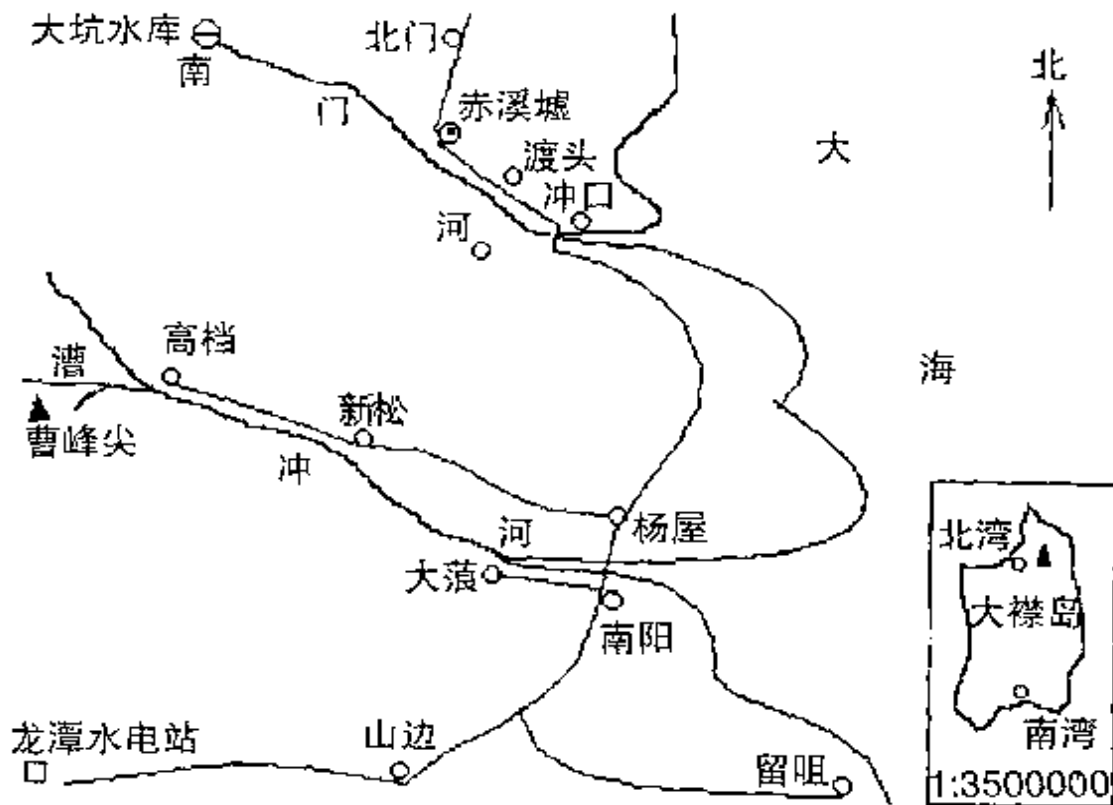 大坑水库
北门
北
南
门
赤溪墟
大
渡头
冲口
河
高档
漕
海
新松
曹峰尖
冲
河
杨屋
北湾
大蒗
大襟岛
南阳
南湾
龙潭水电站
山边
留咀
1:3500000